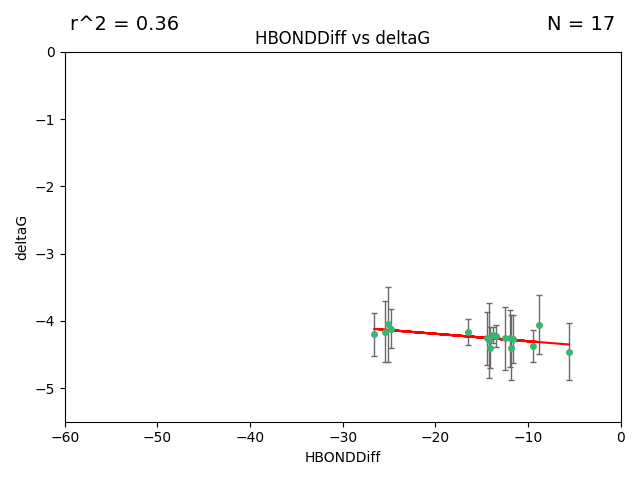 r^2 = 0.36
N = 17
HBONDDiff vs deltaG
0
−1
−2
−3
−4
−5
deltaG
−60
−50
−40
−30
−20
−10
0
HBONDDiff